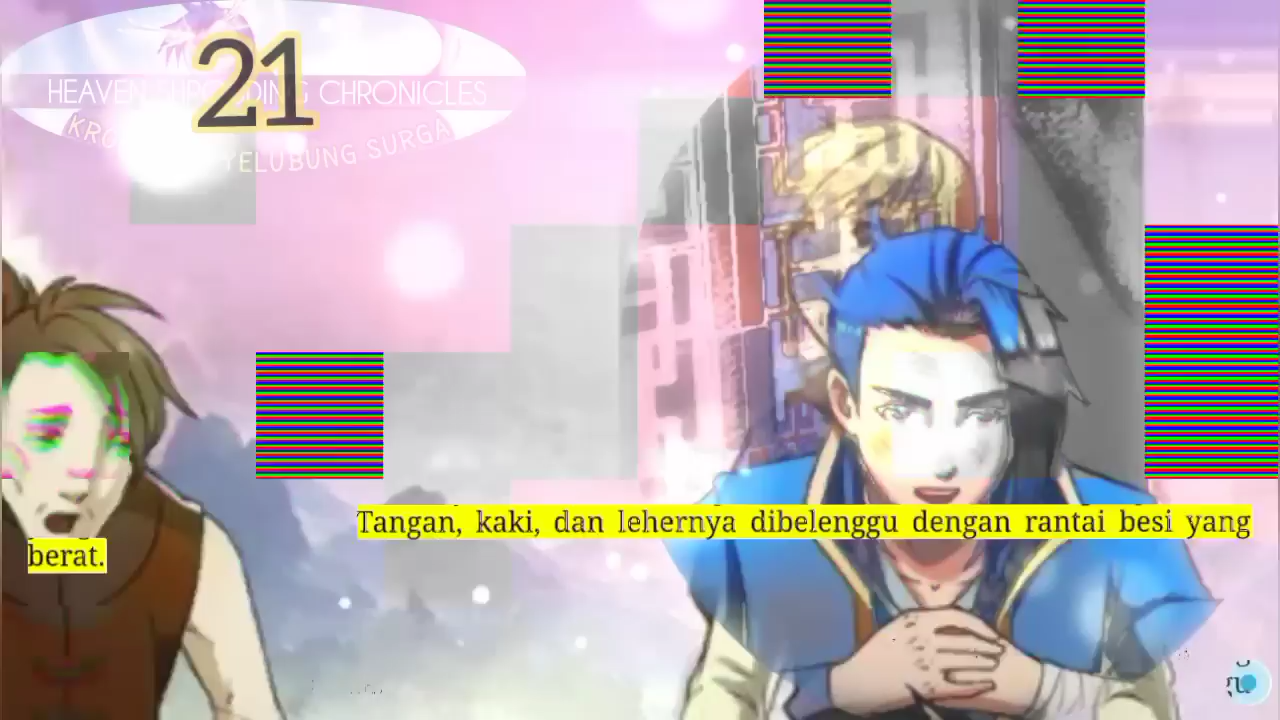 21
HEAVEN CHRONICLES
SURGA
Tangan, kaki, dan lehernya dibelenggu dengan rantai besi yang
berat.